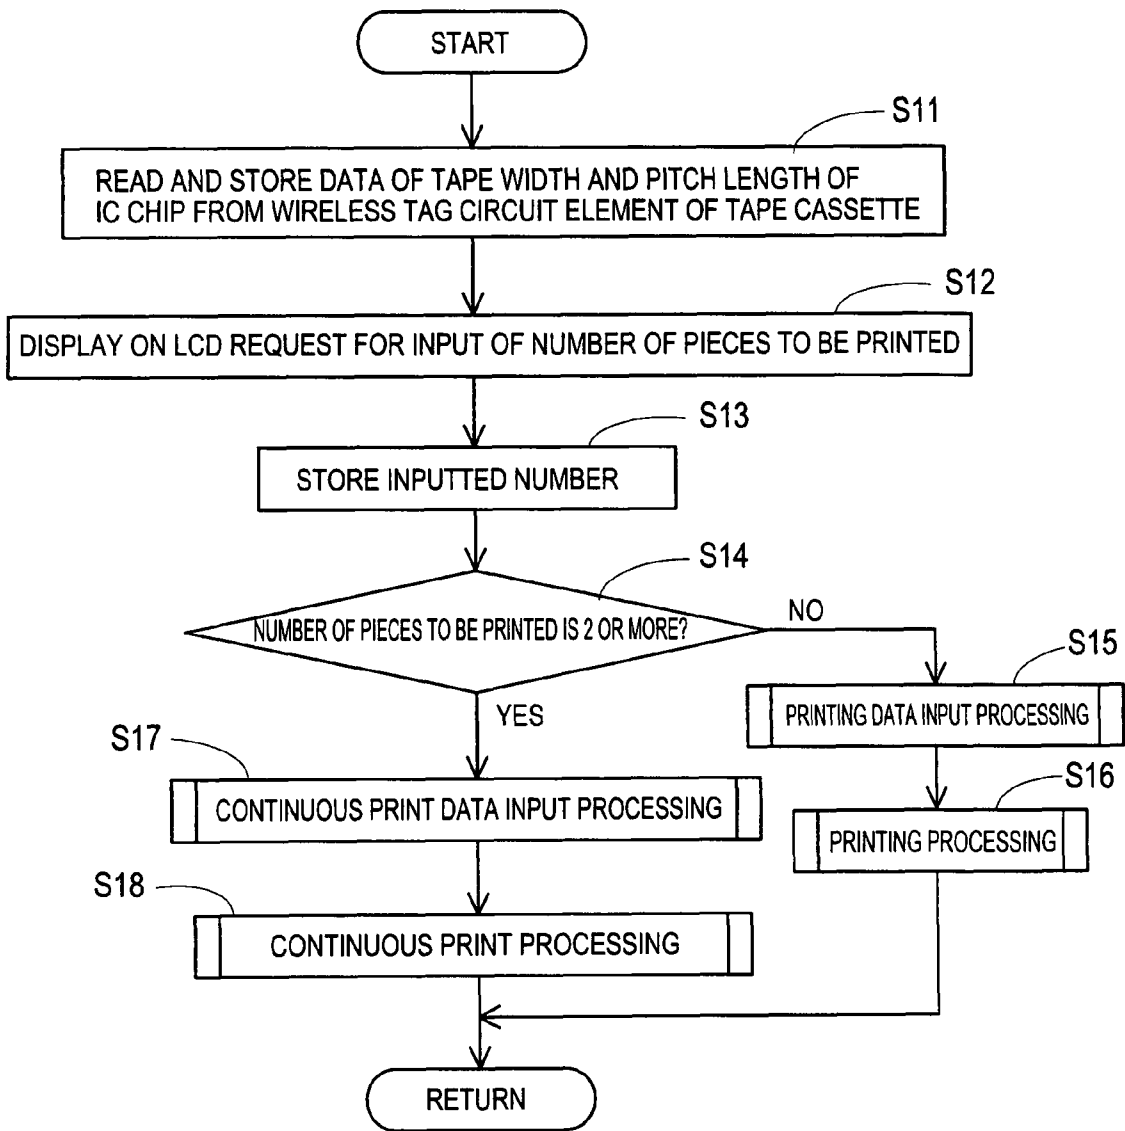 START
S11
READ AND STORE DATA OF TAPE WIDTH AND PITCH LENGTH OF
IC CHIP FROM WIRELESS TAG CIRCUIT ELEMENT OF TAPE CASSETTE
S12
DISPLAY ON LCD REQUEST FOR INPUT OF NUMBER OF PIECES TO BE PRINTED
S13
STORE INPUTTED NUMBER
S14
NUMBER OF PIECES TO BE PRINTED IS 2 OR MORE?
NO
S15
PRINTING DATA INPUT PROCESSING
YES
S17
CONTINUOUS PRINT DATA INPUT PROCESSING
S16
PRINTING PROCESSING
S18
CONTINUOUS PRINT PROCESSING
RETURN